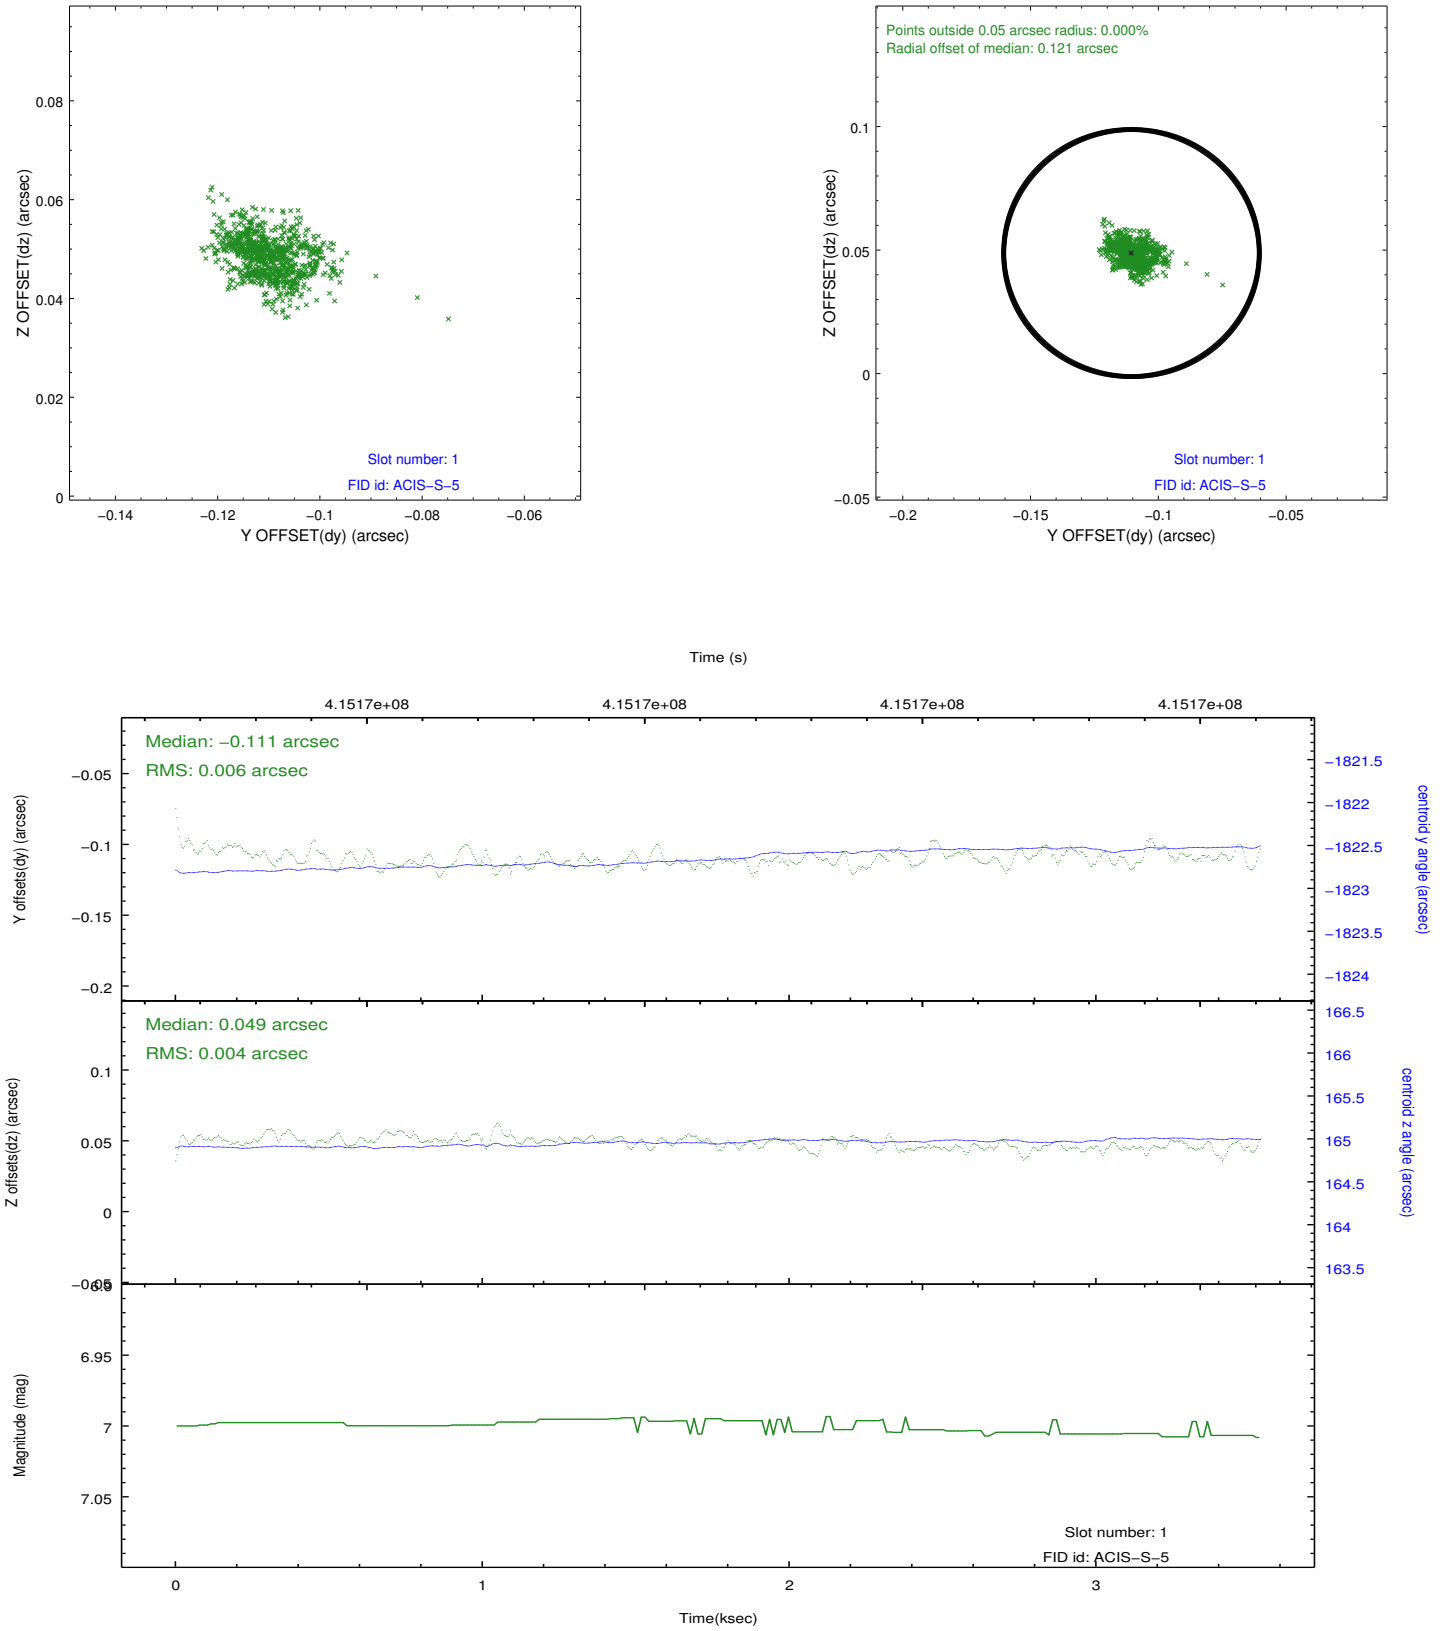 0.08
0.06
0.04
0.02
0
−0.14
−0.12
−0.1
−0.08
−0.06
Z OFFSET(dz) (arcsec)
Y OFFSET(dy) (arcsec)
Slot number: 1
FID id: ACIS−S−5
Points outside 0.05 arcsec radius: 0.000%
Radial offset of median: 0.121 arcsec
0.1
0.05
0
−0.05
−0.2
−0.15
−0.1
−0.05
Z OFFSET(dz) (arcsec)
Y OFFSET(dy) (arcsec)
Slot number: 1
FID id: ACIS−S−5
Time (s)
4.1517e+08
4.1517e+08
4.1517e+08
4.1517e+08
Median: −0.111 arcsec
RMS: 0.006 arcsec
−0.05
−0.1
−0.15
−0.2
Y offsets(dy) (arcsec)
−1821.5
−1822
−1822.5
−1823
−1823.5
−1824
centroid y angle (arcsec)
Median: 0.049 arcsec
RMS: 0.004 arcsec
0.1
0.05
0
−0.05
Z offsets(dz) (arcsec)
166.5
166
165.5
165
164.5
164
163.5
centroid z angle (arcsec)
6.9
6.95
7
7.05
Magnitude (mag)
Slot number: 1
FID id: ACIS−S−5
0
1
2
3
Time(ksec)